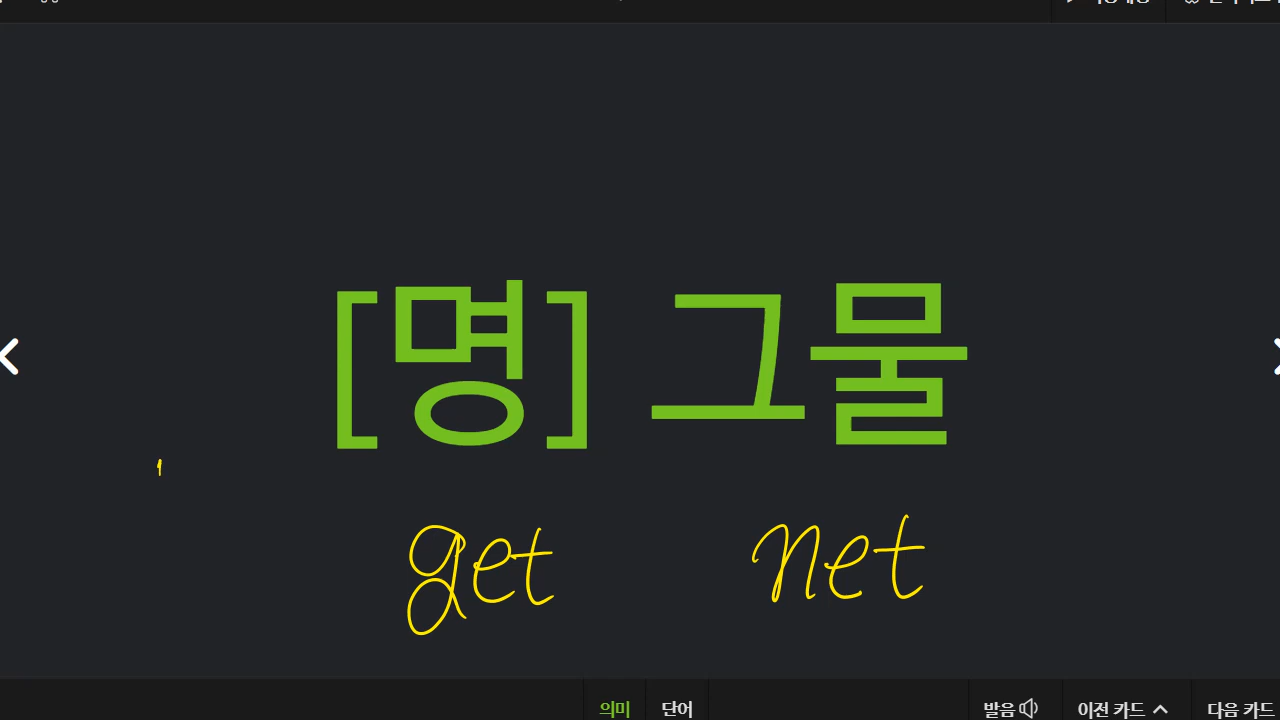 [명] 그물
get net
의미 단어 발음 이전 카드 다음 카드